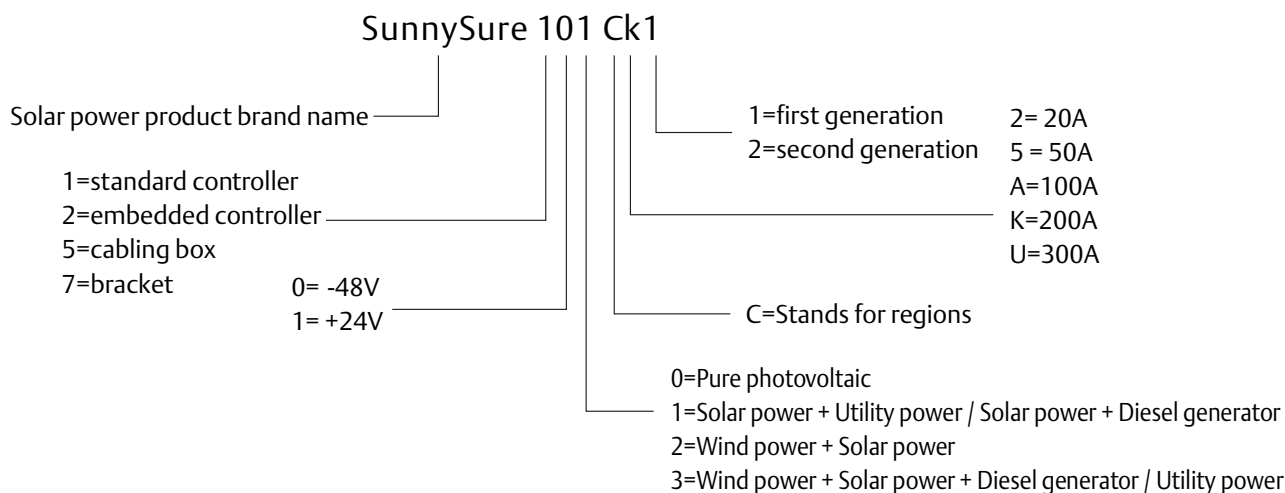 SunnySure 101 Ck1
Solar power product brand name
1=standard controller
2=embedded controller
5=cabling box
7=bracket
0= -48V
1= +24V
1=first generation
2=second generation
2= 20A
5 = 50A
A=100A
K=200A
U=300A
C=Stands for regions
0=Pure photovoltaic
1=Solar power + Utility power / Solar power + Diesel generator
2=Wind power + Solar power
3=Wind power + Solar power + Diesel generator / Utility power